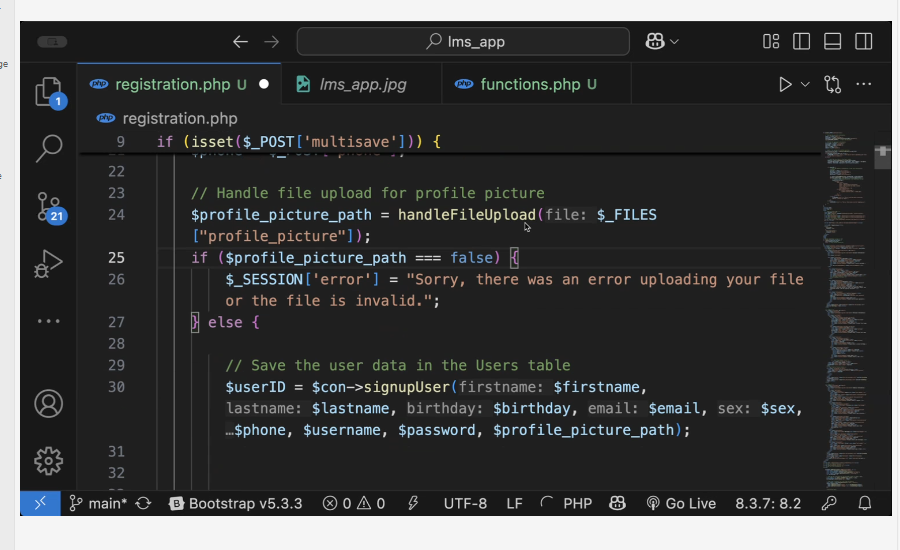 ge
lms_app
1
registration.php U
lms_app.jpg
functions.php U
registration.php
9 if (isset($_POST['multisave'])) {
22
23 // Handle file upload for profile picture
24 $profile_picture_path = handleFileUpload(file: $_FILES
["profile_picture"]);
25 if ($profile_picture_path === false) {
26 $_SESSION['error'] = "Sorry, there was an error uploading your file
or the file is invalid.";
27 } else {
28
29 // Save the user data in the Users table
30 $userID = $con->signupUser(firstname: $firstname,
lastname: $lastname, birthday: $birthday, email: $email, sex: $sex,
…$phone, $username, $password, $profile_picture_path);
31
32
21
main* Bootstrap v5.3.3 0 0 UTF-8 LF PHP Go Live 8.3.7: 8.2